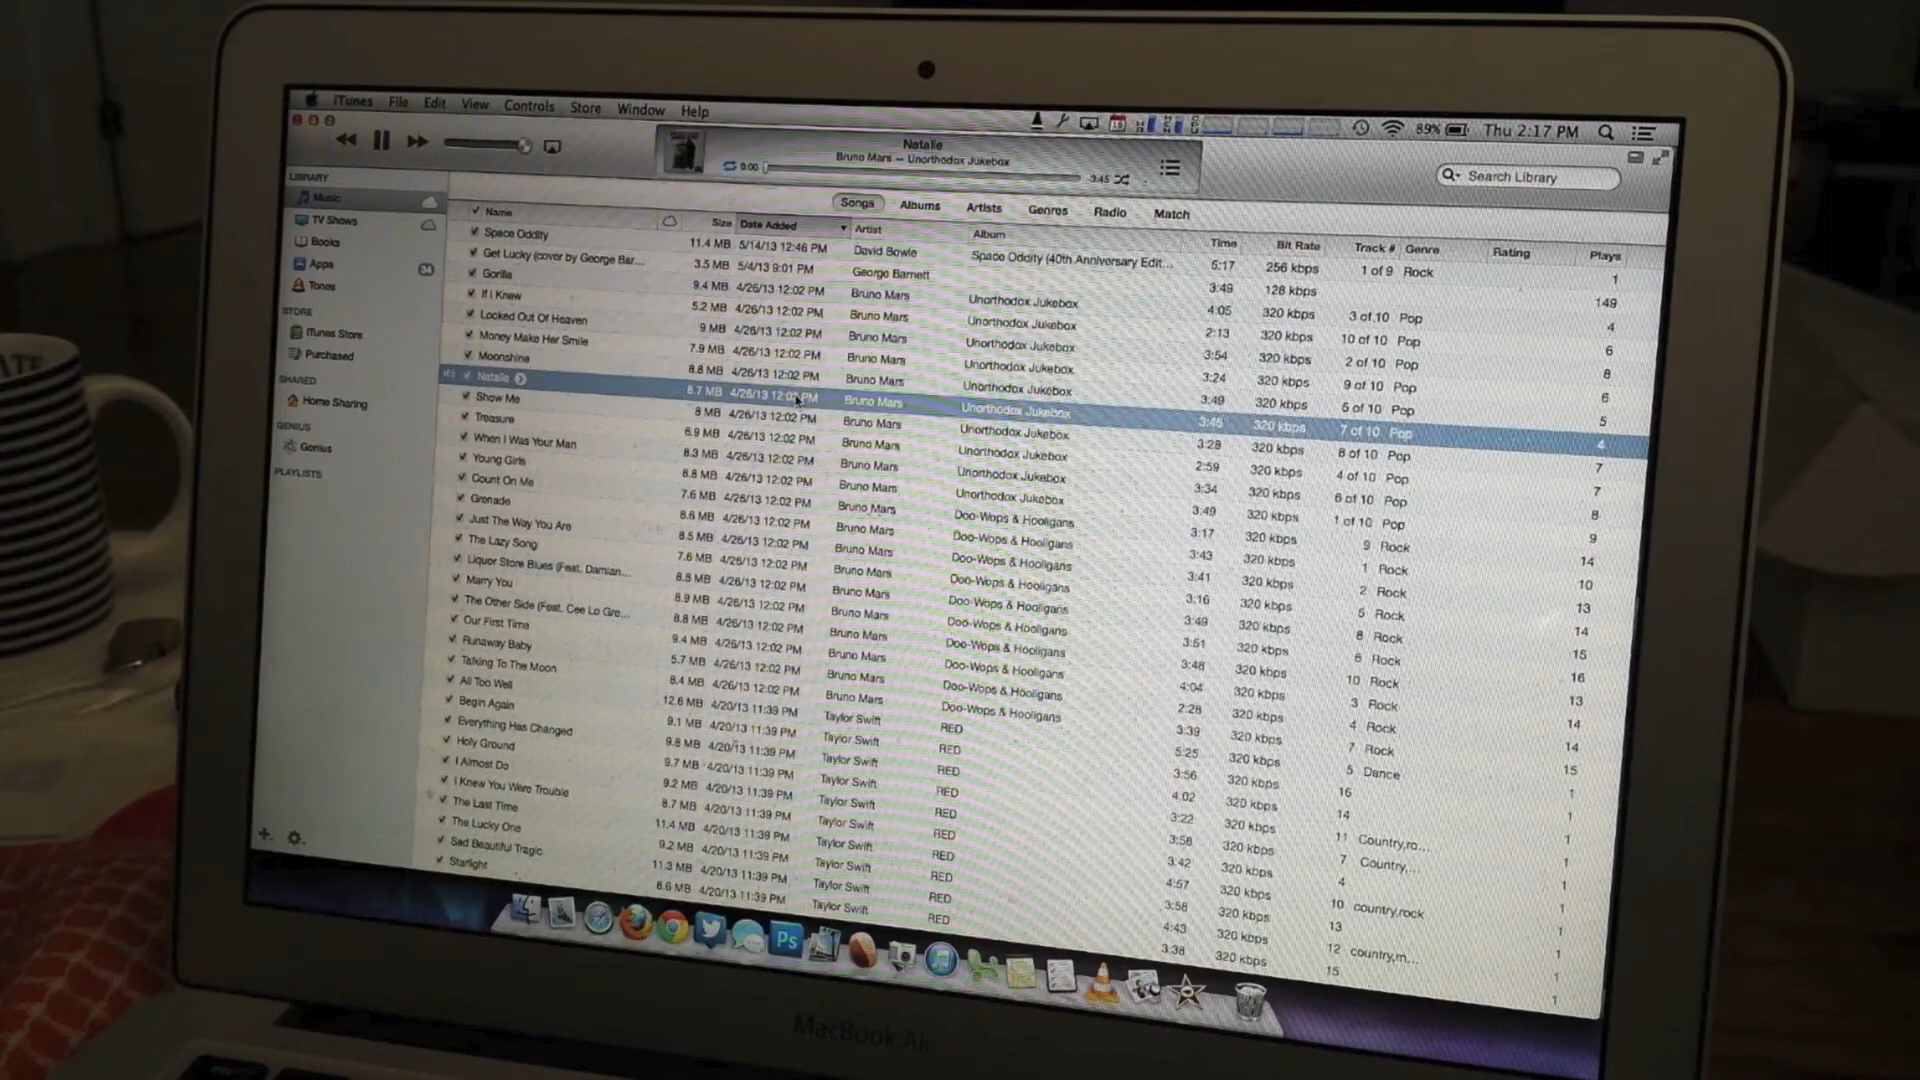 iTunes File Edit View Controls Store Window Help
89% Thu 2:17 PM
Natalie
Bruno Mars — Unorthodox Jukebox
0:00 -3:45
Search Library
Songs Albums Artists Genres Radio Match
LIBRARY
Music
TV Shows
Books
Apps 34
Tones
STORE
iTunes Store
Purchased
SHARED
Home Sharing
GENIUS
Genius
PLAYLISTS
Name Size Date Added Artist Album Time Bit Rate Track # Genre Rating Plays
Space Oddity 11.4 MB 5/14/13 12:46 PM David Bowie Space Oddity (40th Anniversary Edit... 5:17 256 kbps 1 of 9 Rock 1
Get Lucky (cover by George Bar... 3.5 MB 5/4/13 9:01 PM George Barnett 3:49 128 kbps 149
Gorilla 9.4 MB 4/26/13 12:02 PM Bruno Mars Unorthodox Jukebox 4:05 320 kbps 3 of 10 Pop 4
If I Knew 5.2 MB 4/26/13 12:02 PM Bruno Mars Unorthodox Jukebox 2:13 320 kbps 10 of 10 Pop 6
Locked Out Of Heaven 9 MB 4/26/13 12:02 PM Bruno Mars Unorthodox Jukebox 3:54 320 kbps 2 of 10 Pop 8
Money Make Her Smile 7.9 MB 4/26/13 12:02 PM Bruno Mars Unorthodox Jukebox 3:24 320 kbps 9 of 10 Pop 6
Moonshine 8.8 MB 4/26/13 12:02 PM Bruno Mars Unorthodox Jukebox 3:49 320 kbps 5 of 10 Pop 5
Natalie 8.7 MB 4/26/13 12:02 PM Bruno Mars Unorthodox Jukebox 3:45 320 kbps 7 of 10 Pop 4
Show Me 8 MB 4/26/13 12:02 PM Bruno Mars Unorthodox Jukebox 3:28 320 kbps 8 of 10 Pop 7
Treasure 6.9 MB 4/26/13 12:02 PM Bruno Mars Unorthodox Jukebox 2:59 320 kbps 4 of 10 Pop 7
When I Was Your Man 8.3 MB 4/26/13 12:02 PM Bruno Mars Unorthodox Jukebox 3:34 320 kbps 6 of 10 Pop 8
Young Girls 8.8 MB 4/26/13 12:02 PM Bruno Mars Unorthodox Jukebox 3:49 320 kbps 1 of 10 Pop 9
Count On Me 7.6 MB 4/26/13 12:02 PM Bruno Mars Doo-Wops & Hooligans 3:17 320 kbps 9 Rock 14
Grenade 8.6 MB 4/26/13 12:02 PM Bruno Mars Doo-Wops & Hooligans 3:43 320 kbps 1 Rock 10
Just The Way You Are 8.5 MB 4/26/13 12:02 PM Bruno Mars Doo-Wops & Hooligans 3:41 320 kbps 2 Rock 13
The Lazy Song 7.6 MB 4/26/13 12:02 PM Bruno Mars Doo-Wops & Hooligans 3:16 320 kbps 5 Rock 14
Liquor Store Blues (Feat. Damian... 8.8 MB 4/26/13 12:02 PM Bruno Mars Doo-Wops & Hooligans 3:49 320 kbps 8 Rock 15
Marry You 8.9 MB 4/26/13 12:02 PM Bruno Mars Doo-Wops & Hooligans 3:51 320 kbps 6 Rock 16
The Other Side (Feat. Cee Lo Gre... 8.8 MB 4/26/13 12:02 PM Bruno Mars Doo-Wops & Hooligans 3:48 320 kbps 10 Rock 13
Our First Time 9.4 MB 4/26/13 12:02 PM Bruno Mars Doo-Wops & Hooligans 4:04 320 kbps 3 Rock 14
Runaway Baby 5.7 MB 4/26/13 12:02 PM Bruno Mars Doo-Wops & Hooligans 2:28 320 kbps 4 Rock 14
Talking To The Moon 8.4 MB 4/26/13 12:02 PM Bruno Mars Doo-Wops & Hooligans 3:39 320 kbps 7 Rock 15
All Too Well 12.6 MB 4/20/13 11:39 PM Taylor Swift RED 5:25 320 kbps 5 Dance 1
Begin Again 9.1 MB 4/20/13 11:39 PM Taylor Swift RED 3:56 320 kbps 16 1
Everything Has Changed 9.8 MB 4/20/13 11:39 PM Taylor Swift RED 4:02 320 kbps 14 1
Holy Ground 9.7 MB 4/20/13 11:39 PM Taylor Swift RED 3:22 320 kbps 11 Country,ro... 1
I Almost Do 9.2 MB 4/20/13 11:39 PM Taylor Swift RED 3:58 320 kbps 7 Country,... 1
I Knew You Were Trouble 8.7 MB 4/20/13 11:39 PM Taylor Swift RED 3:42 320 kbps 4 1
The Last Time 11.4 MB 4/20/13 11:39 PM Taylor Swift RED 4:57 320 kbps 10 country,rock 1
The Lucky One 9.2 MB 4/20/13 11:39 PM Taylor Swift RED 3:58 320 kbps 13 1
Sad Beautiful Tragic 11.3 MB 4/20/13 11:39 PM Taylor Swift RED 4:43 320 kbps 12 country,m... 1
Starlight 8.6 MB 4/20/13 11:39 PM Taylor Swift RED 3:38 320 kbps 15 1
Ps
MacBook Air